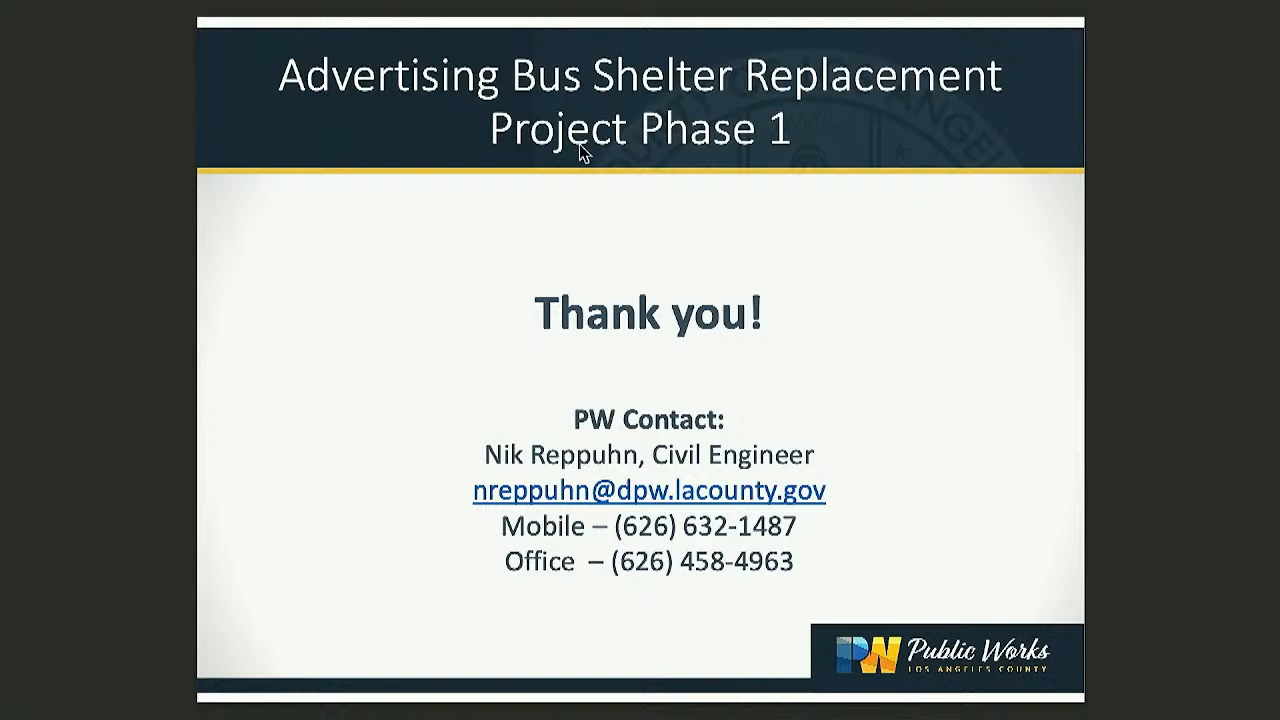 Advertising Bus Shelter Replacement
Project Phase 1
Thank you!
PW Contact:
Nik Reppuhn, Civil Engineer
nreppuhn@dpw.lacounty.gov
Mobile – (626) 632-1487
Office – (626) 458-4963
PW Public Works
LOS ANGELES COUNTY